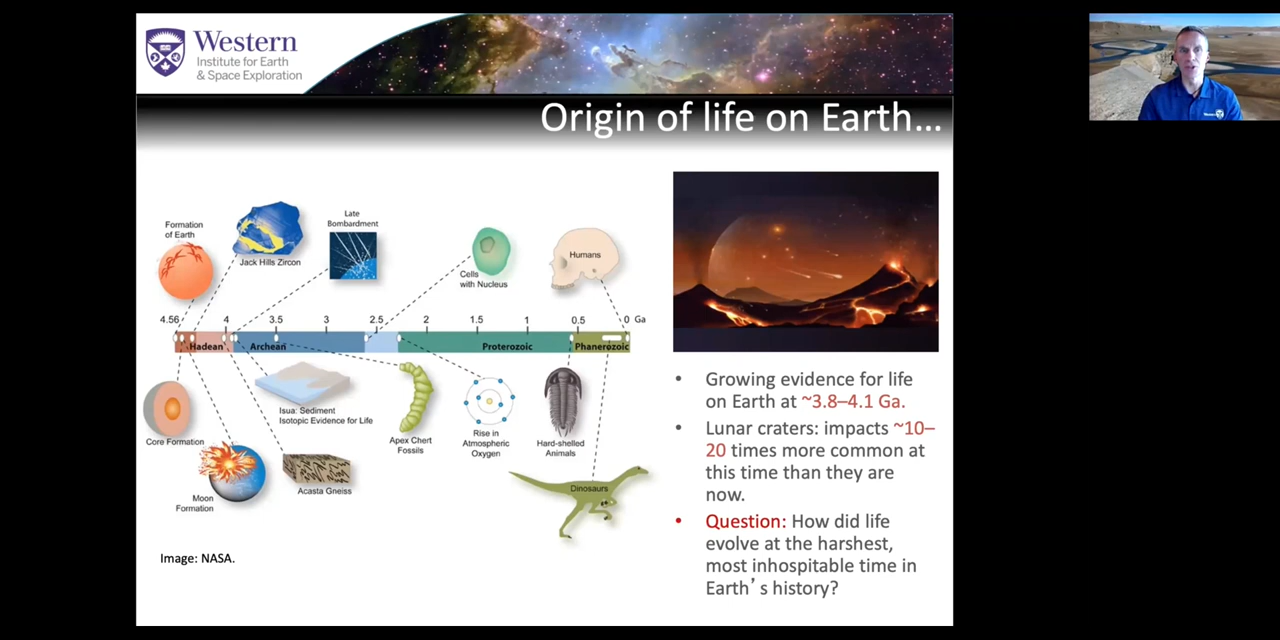 Western
Institute for Earth
& Space Exploration
Origin of life on Earth...
Formation
of Earth
Jack Hills Zircon
Late
Bombardment
Cells
with Nucleus
Humans
4.56 4 3.5 3 2.5 2 1.5 1 0.5 0 Ga
Hadean Archean Proterozoic Phanerozoic
Core Formation
Moon
Formation
Isua: Sediment
Isotopic Evidence for Life
Acasta Gneiss
Apex Chert
Fossils
Rise in
Atmospheric
Oxygen
Hard-shelled
Animals
Dinosaurs
Image: NASA.
• Growing evidence for life
on Earth at ~3.8–4.1 Ga.
• Lunar craters: impacts ~10–
20 times more common at
this time than they are
now.
• Question: How did life
evolve at the harshest,
most inhospitable time in
Earth's history?